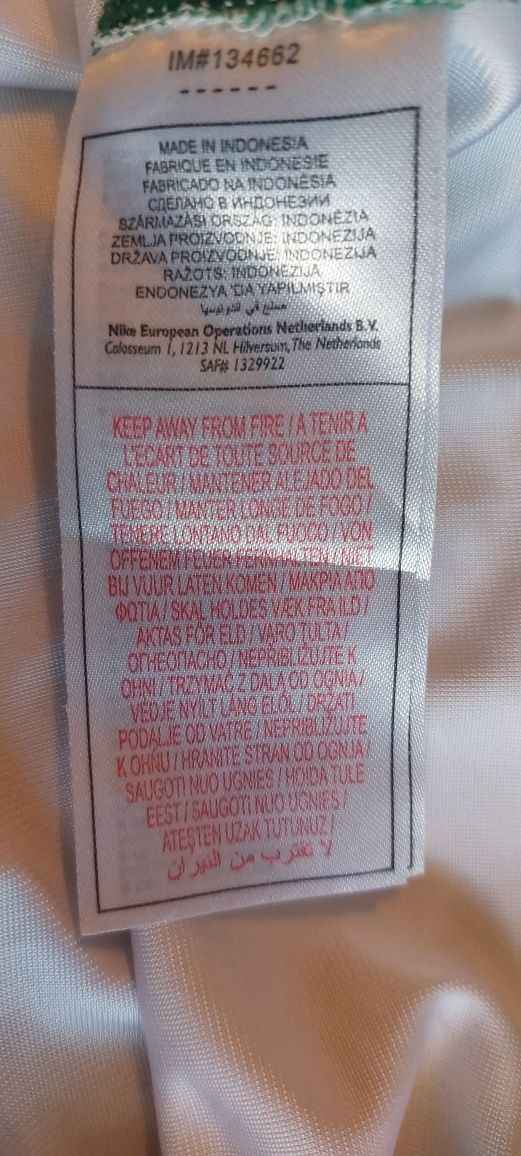 IM#134662
------
MADE IN INDONESIA
FABRIQUE EN INDONESIE
FABRICADO NA INDONÉSIA
СDЕЛАНО В ИНДОНЕЗИИ
SZÁRMAZÁSI ORSZÁG: INDONÉZIA
ZEMLJA PROIZVODNJE: INDONEZIJA
DRŽAVA PROIZVODNJE: INDONEZIJA
RAŽOTS: INDONEZIJA
ENDONEZYA 'DA YAPILMIŞTIR
صنع في اندونوسيا
Nike European Operations Netherlands B.V.
Colosseum 1, 1213 NL Hilversum, The Netherlands
SAF# 1329922
KEEP AWAY FROM FIRE / A TENIR A
L'ECART DE TOUTE SOURCE DE
CHALEUR / MANTENER ALEJADO DEL
FUEGO / MANTER LONGE DE FOGO /
TENERE LONTANO DAL FUOCO / VON
OFFENEM FEUER FERNHALTEN / NIET
BIJ VUUR LATEN KOMEN / ΜΑΚΡΙΑ ΑΠΟ
ΦΩΤΙΑ / SKAL HOLDES VÆK FRA ILD /
AKTAS FÖR ELD / VARO TULTA /
ОГНЕОПАСНО / NEPŘIBLIŽUJTE K
OHNI / TRZYMAĆ Z DALA OD OGNIA /
VÉDJE NYÍLT LÁNG ELŐL / DRŽATI
PODALJE OD VATRE / NEPRIBLIŽUJTE
K OHŇU / HRANITE STRAN OD OGNJA /
SAUGOTI NUO UGNIES / HOIDA TULE
EEST / SAUGOTI NUO UGNIES /
ATEŞTEN UZAK TUTUNUZ /
لا تقترب من النيران